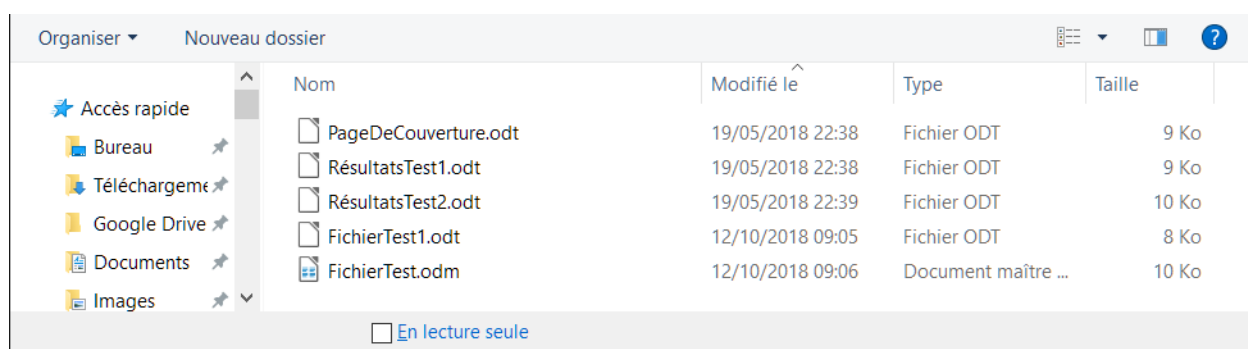 Organiser Nouveau dossier
Nom Modifié le Type Taille
Accès rapide
Bureau
Téléchargeme
Google Drive
Documents
Images
PageDeCouverture.odt 19/05/2018 22:38 Fichier ODT 9 Ko
RésultatsTest1.odt 19/05/2018 22:38 Fichier ODT 9 Ko
RésultatsTest2.odt 19/05/2018 22:39 Fichier ODT 10 Ko
FichierTest1.odt 12/10/2018 09:05 Fichier ODT 8 Ko
FichierTest.odm 12/10/2018 09:06 Document maître ... 10 Ko
En lecture seule